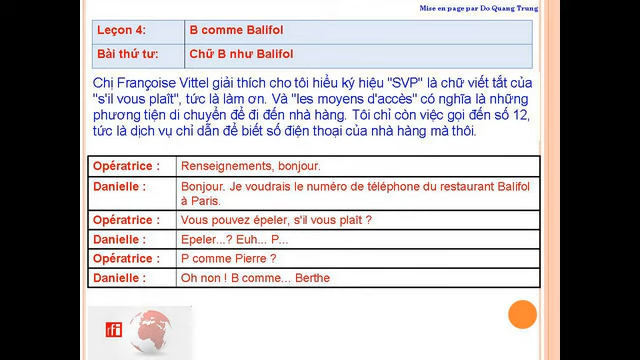 Mise en page par Do Quang Trung
Leçon 4: B comme Balifol
Bài thứ tư: Chữ B như Balifol
Chị Françoise Vittel giải thích cho tôi hiểu ký hiệu "SVP" là chữ viết tắt của
"s'il vous plaît", tức là làm ơn. Và "les moyens d'accès" có nghĩa là những
phương tiện di chuyển để đi đến nhà hàng. Tôi chỉ còn việc gọi đến số 12,
tức là dịch vụ chỉ dẫn để biết số điện thoại của nhà hàng mà thôi.
Opératrice : Renseignements, bonjour.
Danielle : Bonjour. Je voudrais le numéro de téléphone du restaurant Balifol
à Paris.
Opératrice : Vous pouvez épeler, s'il vous plaît ?
Danielle : Epeler...? Euh... P...
Opératrice : P comme Pierre ?
Danielle : Oh non ! B comme... Berthe
rfi